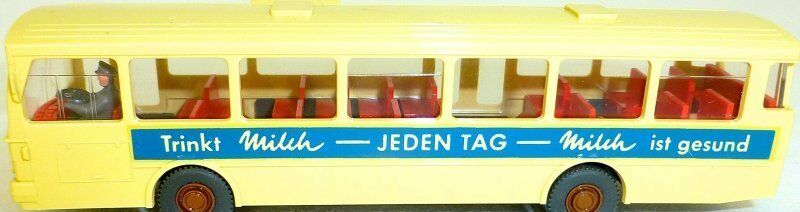 Trinkt Milch — JEDEN TAG — Milch ist gesund